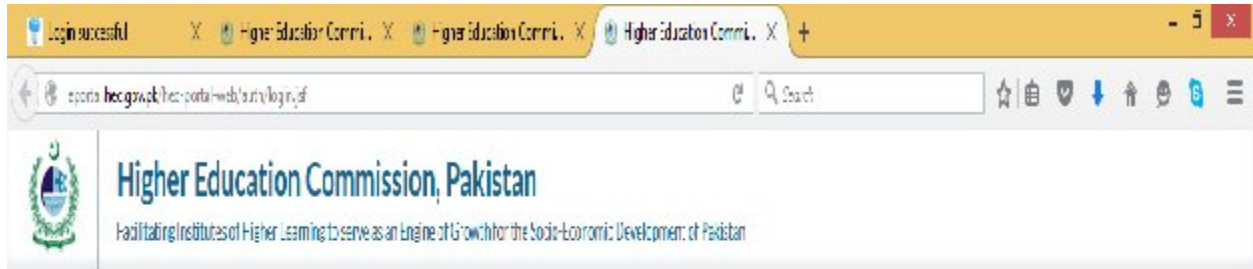 Login successful Higher Education Commi... Higher Education Commi... Higher Education Commi... +
eportal.hec.gov.pk/hec-portal-web/auth/login.jsf Search
Higher Education Commission, Pakistan
Facilitating Institutes of Higher Learning to serve as an Engine of Growth for the Socio-Economic Development of Pakistan